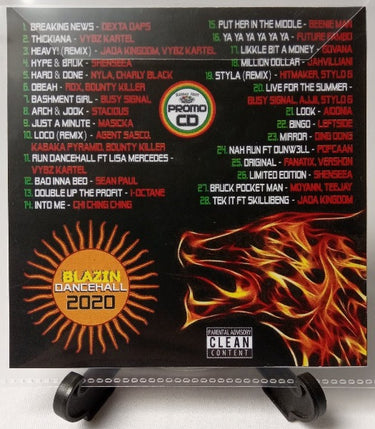 1. BREAKING NEWS - DEXTA DAPS
2. THICKIANA - VYBZ KARTEL
3. HEAVY! (REMIX) - JADA KINGDOM, VYBZ KARTEL
4. HYPE & BRUK - SHENSEEA
5. HARD & DONE - NYLA, CHARLY BLACK
6. OBEAH - ROX, BOUNTY KILLER
7. BASHMENT GIRL - BUSY SIGNAL
8. ARCH & JOOK - STACIOUS
9. JUST A MINUTE - MASICKA
10. LOCO (REMIX) - AGENT SASCO,
KABAKA PYRAMID, BOUNTY KILLER
11. RUN DANCEHALL FT LISA MERCEDES -
VYBZ KARTEL
12. BAD INNA BED - SEAN PAUL
13. DOUBLE UP THE PROFIT - I-OCTANE
14. INTO ME - CHI CHING CHING
PROMO
CD
15. PUT HER IN THE MIDDLE - BEENIE MAN
16. YA YA YA YA YA YA - FUTURE FAMBO
17. LIKKLE BIT A MONEY - GOVANA
18. MILLION DOLLAR - JAHVILLIANI
19. STYLA (REMIX) - HITMAKER, STYLO G
20. LIVE FOR THE SUMMER -
BUSY SIGNAL, AJJI, STYLO G
21. LOOK - AIDONIA
22. BINGO - LEFTSIDE
23. MIRROR - DING DONG
24. NAH RUN FT DUNW3LL - POPCAAN
25. ORIGINAL - FANATIX, VERSHON
26. LIMITED EDITION - SHENSEEA
27. BRUCK POCKET MAN - MOYANN, TEEJAY
28. TEK IT FT SKILLIBENG - JADA KINGDOM
BLAZIN
DANCEHALL
2020
PARENTAL ADVISORY
CLEAN
CONTENT